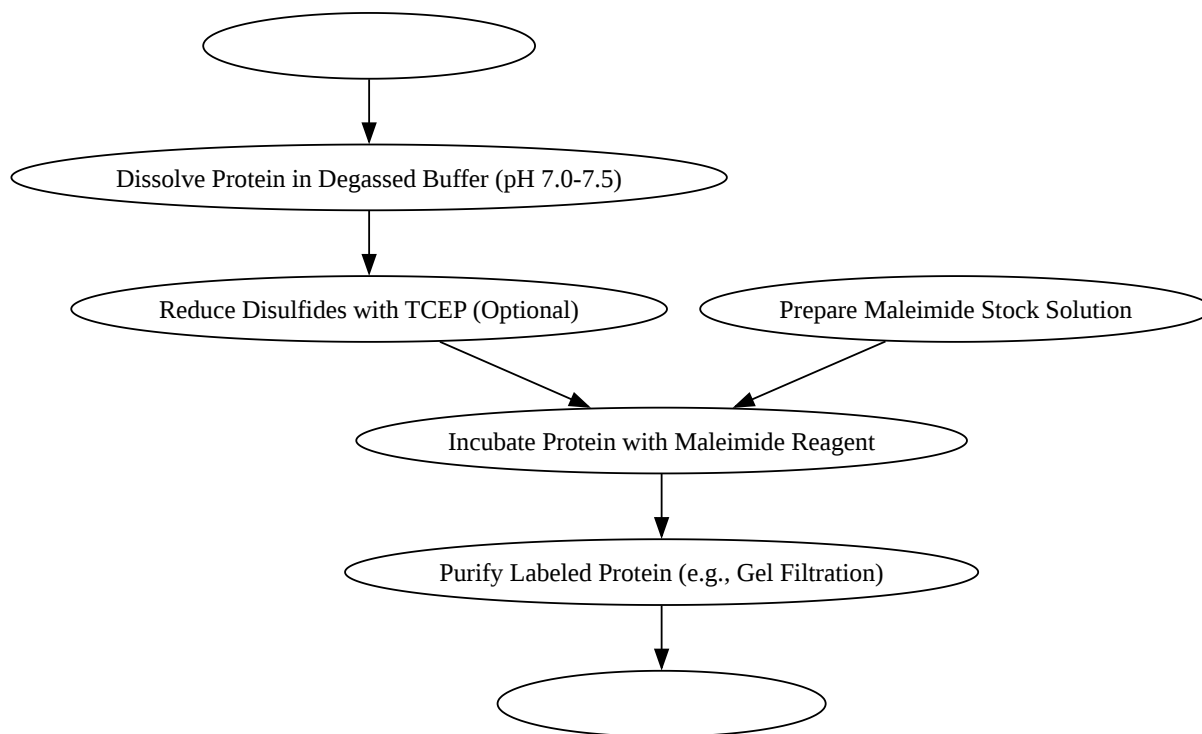 Dissolve Protein in Degassed Buffer (pH 7.0-7.5)
Reduce Disulfides with TCEP (Optional)
Prepare Maleimide Stock Solution
Incubate Protein with Maleimide Reagent
Purify Labeled Protein (e.g., Gel Filtration)